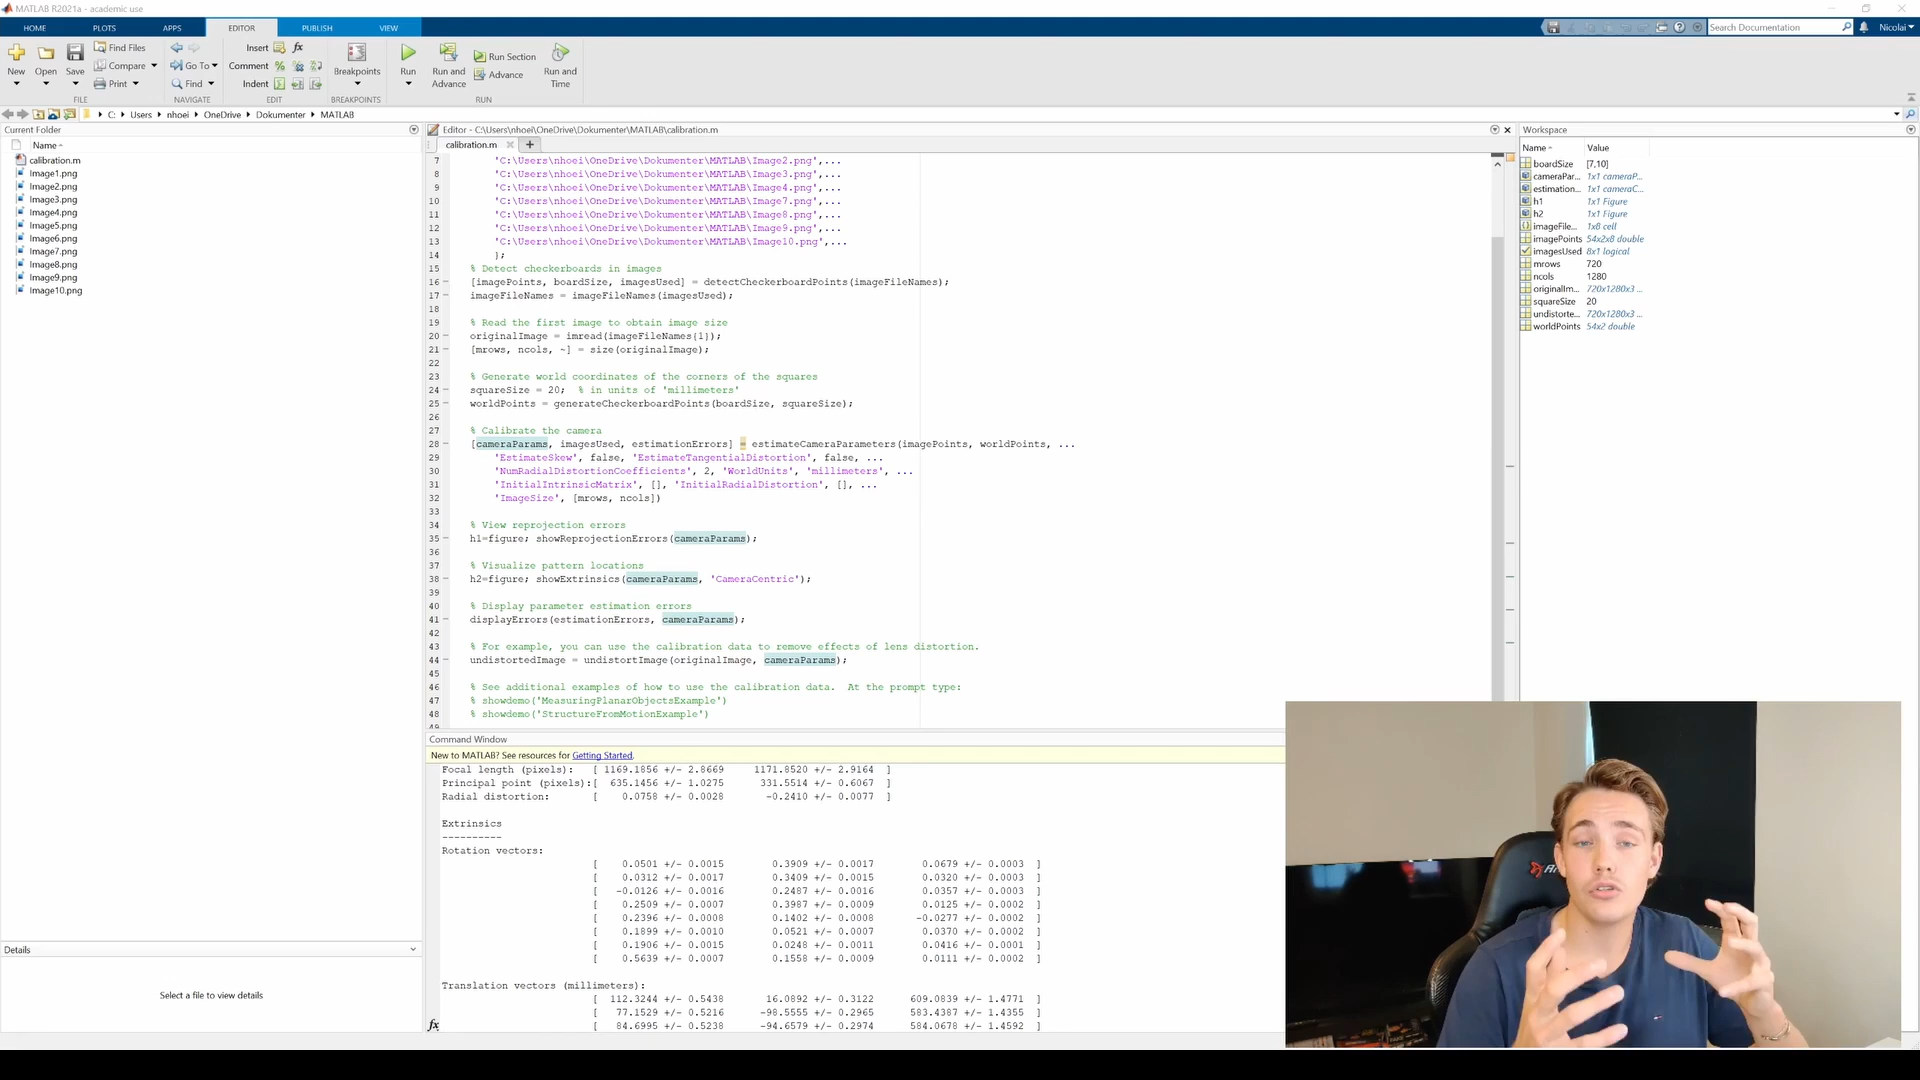 MATLAB R2021a - academic use
HOME PLOTS APPS EDITOR PUBLISH VIEW
Search Documentation
Nicolai
New
Open
Save
Find Files
Compare
Print
FILE
Go To
Find
NAVIGATE
Insert
fx
Comment
Indent
EDIT
Breakpoints
BREAKPOINTS
Run
Run and Advance
Run Section
Advance
Run and Time
RUN
C: Users nhoei OneDrive Dokumenter MATLAB
Current Folder
Name
calibration.m
Image1.png
Image2.png
Image3.png
Image4.png
Image5.png
Image6.png
Image7.png
Image8.png
Image9.png
Image10.png
Details
Select a file to view details
Editor - C:\Users\nhoei\OneDrive\Dokumenter\MATLAB\calibration.m
calibration.m
7 'C:\Users\nhoei\OneDrive\Dokumenter\MATLAB\Image2.png',...
8 'C:\Users\nhoei\OneDrive\Dokumenter\MATLAB\Image3.png',...
9 'C:\Users\nhoei\OneDrive\Dokumenter\MATLAB\Image4.png',...
10 'C:\Users\nhoei\OneDrive\Dokumenter\MATLAB\Image7.png',...
11 'C:\Users\nhoei\OneDrive\Dokumenter\MATLAB\Image8.png',...
12 'C:\Users\nhoei\OneDrive\Dokumenter\MATLAB\Image9.png',...
13 'C:\Users\nhoei\OneDrive\Dokumenter\MATLAB\Image10.png',...
14 };
15 % Detect checkerboards in images
16 [imagePoints, boardSize, imagesUsed] = detectCheckerboardPoints(imageFileNames);
17 imageFileNames = imageFileNames(imagesUsed);
18
19 % Read the first image to obtain image size
20 originalImage = imread(imageFileNames{1});
21 [mrows, ncols, ~] = size(originalImage);
22
23 % Generate world coordinates of the corners of the squares
24 squareSize = 20; % in units of 'millimeters'
25 worldPoints = generateCheckerboardPoints(boardSize, squareSize);
26
27 % Calibrate the camera
28 [cameraParams, imagesUsed, estimationErrors] = estimateCameraParameters(imagePoints, worldPoints, ...
29 'EstimateSkew', false, 'EstimateTangentialDistortion', false, ...
30 'NumRadialDistortionCoefficients', 2, 'WorldUnits', 'millimeters', ...
31 'InitialIntrinsicMatrix', [], 'InitialRadialDistortion', [], ...
32 'ImageSize', [mrows, ncols])
33
34 % View reprojection errors
35 h1=figure; showReprojectionErrors(cameraParams);
36
37 % Visualize pattern locations
38 h2=figure; showExtrinsics(cameraParams, 'CameraCentric');
39
40 % Display parameter estimation errors
41 displayErrors(estimationErrors, cameraParams);
42
43 % For example, you can use the calibration data to remove effects of lens distortion.
44 undistortedImage = undistortImage(originalImage, cameraParams);
45
46 % See additional examples of how to use the calibration data. At the prompt type:
47 % showdemo('MeasuringPlanarObjectsExample')
48 % showdemo('StructureFromMotionExample')
49
Command Window
New to MATLAB? See resources for Getting Started.
Focal length (pixels): [ 1169.1856 +/- 2.8669 1171.8520 +/- 2.9164 ]
Principal point (pixels):[ 635.1456 +/- 1.0275 331.5514 +/- 0.6067 ]
Radial distortion: [ 0.0758 +/- 0.0028 -0.2410 +/- 0.0077 ]
Extrinsics
----------
Rotation vectors:
[ 0.0501 +/- 0.0015 0.3909 +/- 0.0017 0.0679 +/- 0.0003 ]
[ 0.0312 +/- 0.0017 0.3409 +/- 0.0015 0.0320 +/- 0.0003 ]
[ -0.0126 +/- 0.0016 0.2487 +/- 0.0016 0.0357 +/- 0.0003 ]
[ 0.2509 +/- 0.0007 0.3987 +/- 0.0009 0.0125 +/- 0.0002 ]
[ 0.2396 +/- 0.0008 0.1402 +/- 0.0008 -0.0277 +/- 0.0002 ]
[ 0.1899 +/- 0.0010 0.0521 +/- 0.0007 0.0370 +/- 0.0002 ]
[ 0.1906 +/- 0.0015 0.0248 +/- 0.0011 0.0416 +/- 0.0001 ]
[ 0.5639 +/- 0.0007 0.1558 +/- 0.0009 0.0111 +/- 0.0002 ]
Translation vectors (millimeters):
[ 112.3244 +/- 0.5438 16.0892 +/- 0.3122 609.0839 +/- 1.4771 ]
[ 77.1529 +/- 0.5216 -98.5555 +/- 0.2965 583.4387 +/- 1.4355 ]
[ 84.6995 +/- 0.5238 -94.6579 +/- 0.2974 584.0678 +/- 1.4592 ]
fx
Workspace
Name Value
boardSize [7,10]
cameraPar... 1x1 cameraP...
estimation... 1x1 cameraC...
h1 1x1 Figure
h2 1x1 Figure
imageFile... 1x8 cell
imagePoints 54x2x8 double
imagesUsed 8x1 logical
mrows 720
ncols 1280
originalIm... 720x1280x3 ...
squareSize 20
undistorte... 720x1280x3 ...
worldPoints 54x2 double